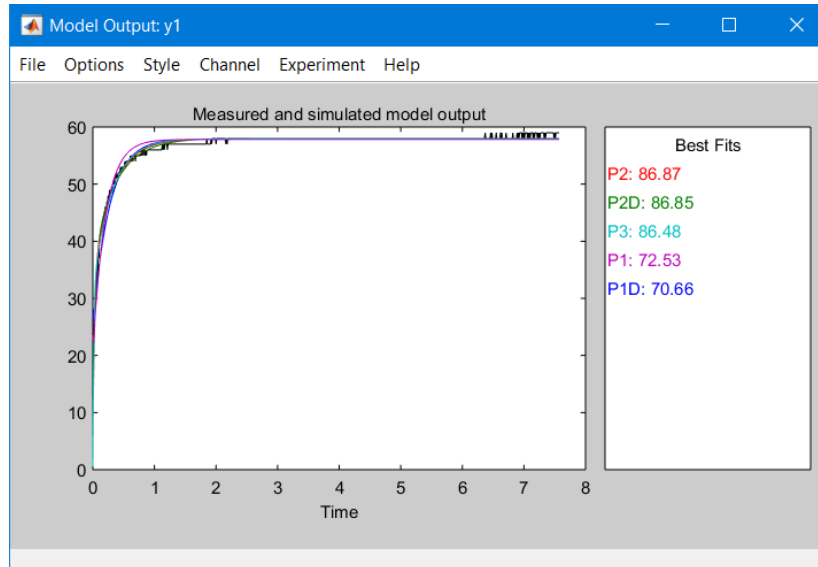 Model Output: y1
File Options Style Channel Experiment Help
Measured and simulated model output
60
50
40
30
20
10
0
0 1 2 3 4 5 6 7 8
Time
Best Fits
P2: 86.87
P2D: 86.85
P3: 86.48
P1: 72.53
P1D: 70.66